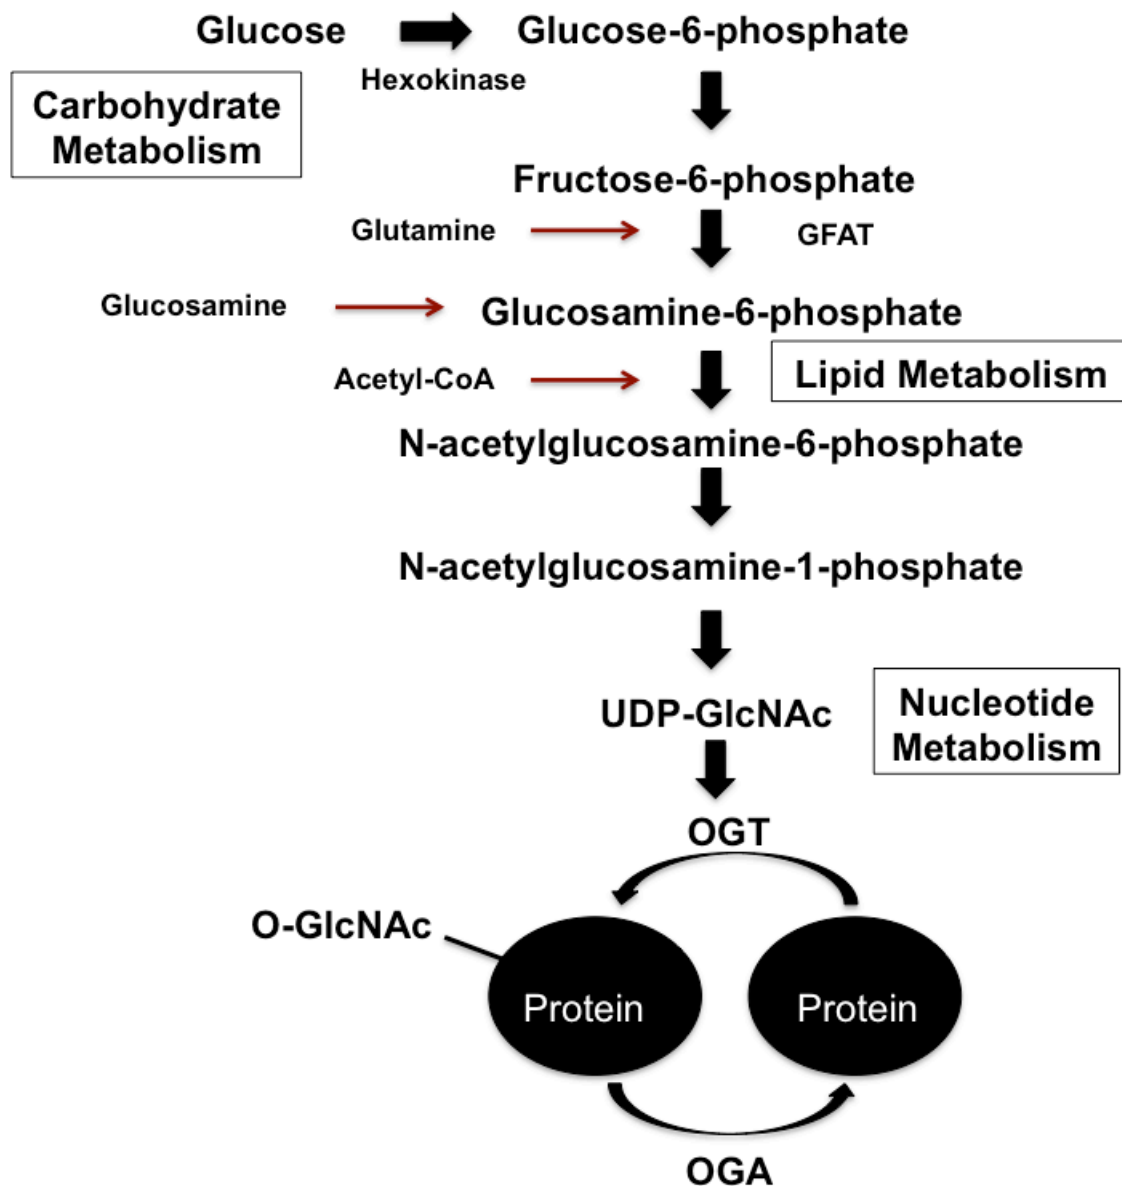 Glucose
Glucose-6-phosphate
Hexokinase
Carbohydrate
Metabolism
Fructose-6-phosphate
Glutamine
GFAT
Glucosamine
Glucosamine-6-phosphate
Acetyl-CoA
Lipid Metabolism
N-acetylglucosamine-6-phosphate
N-acetylglucosamine-1-phosphate
UDP-GlcNAc
Nucleotide
Metabolism
OGT
O-GlcNAc
Protein
Protein
OGA